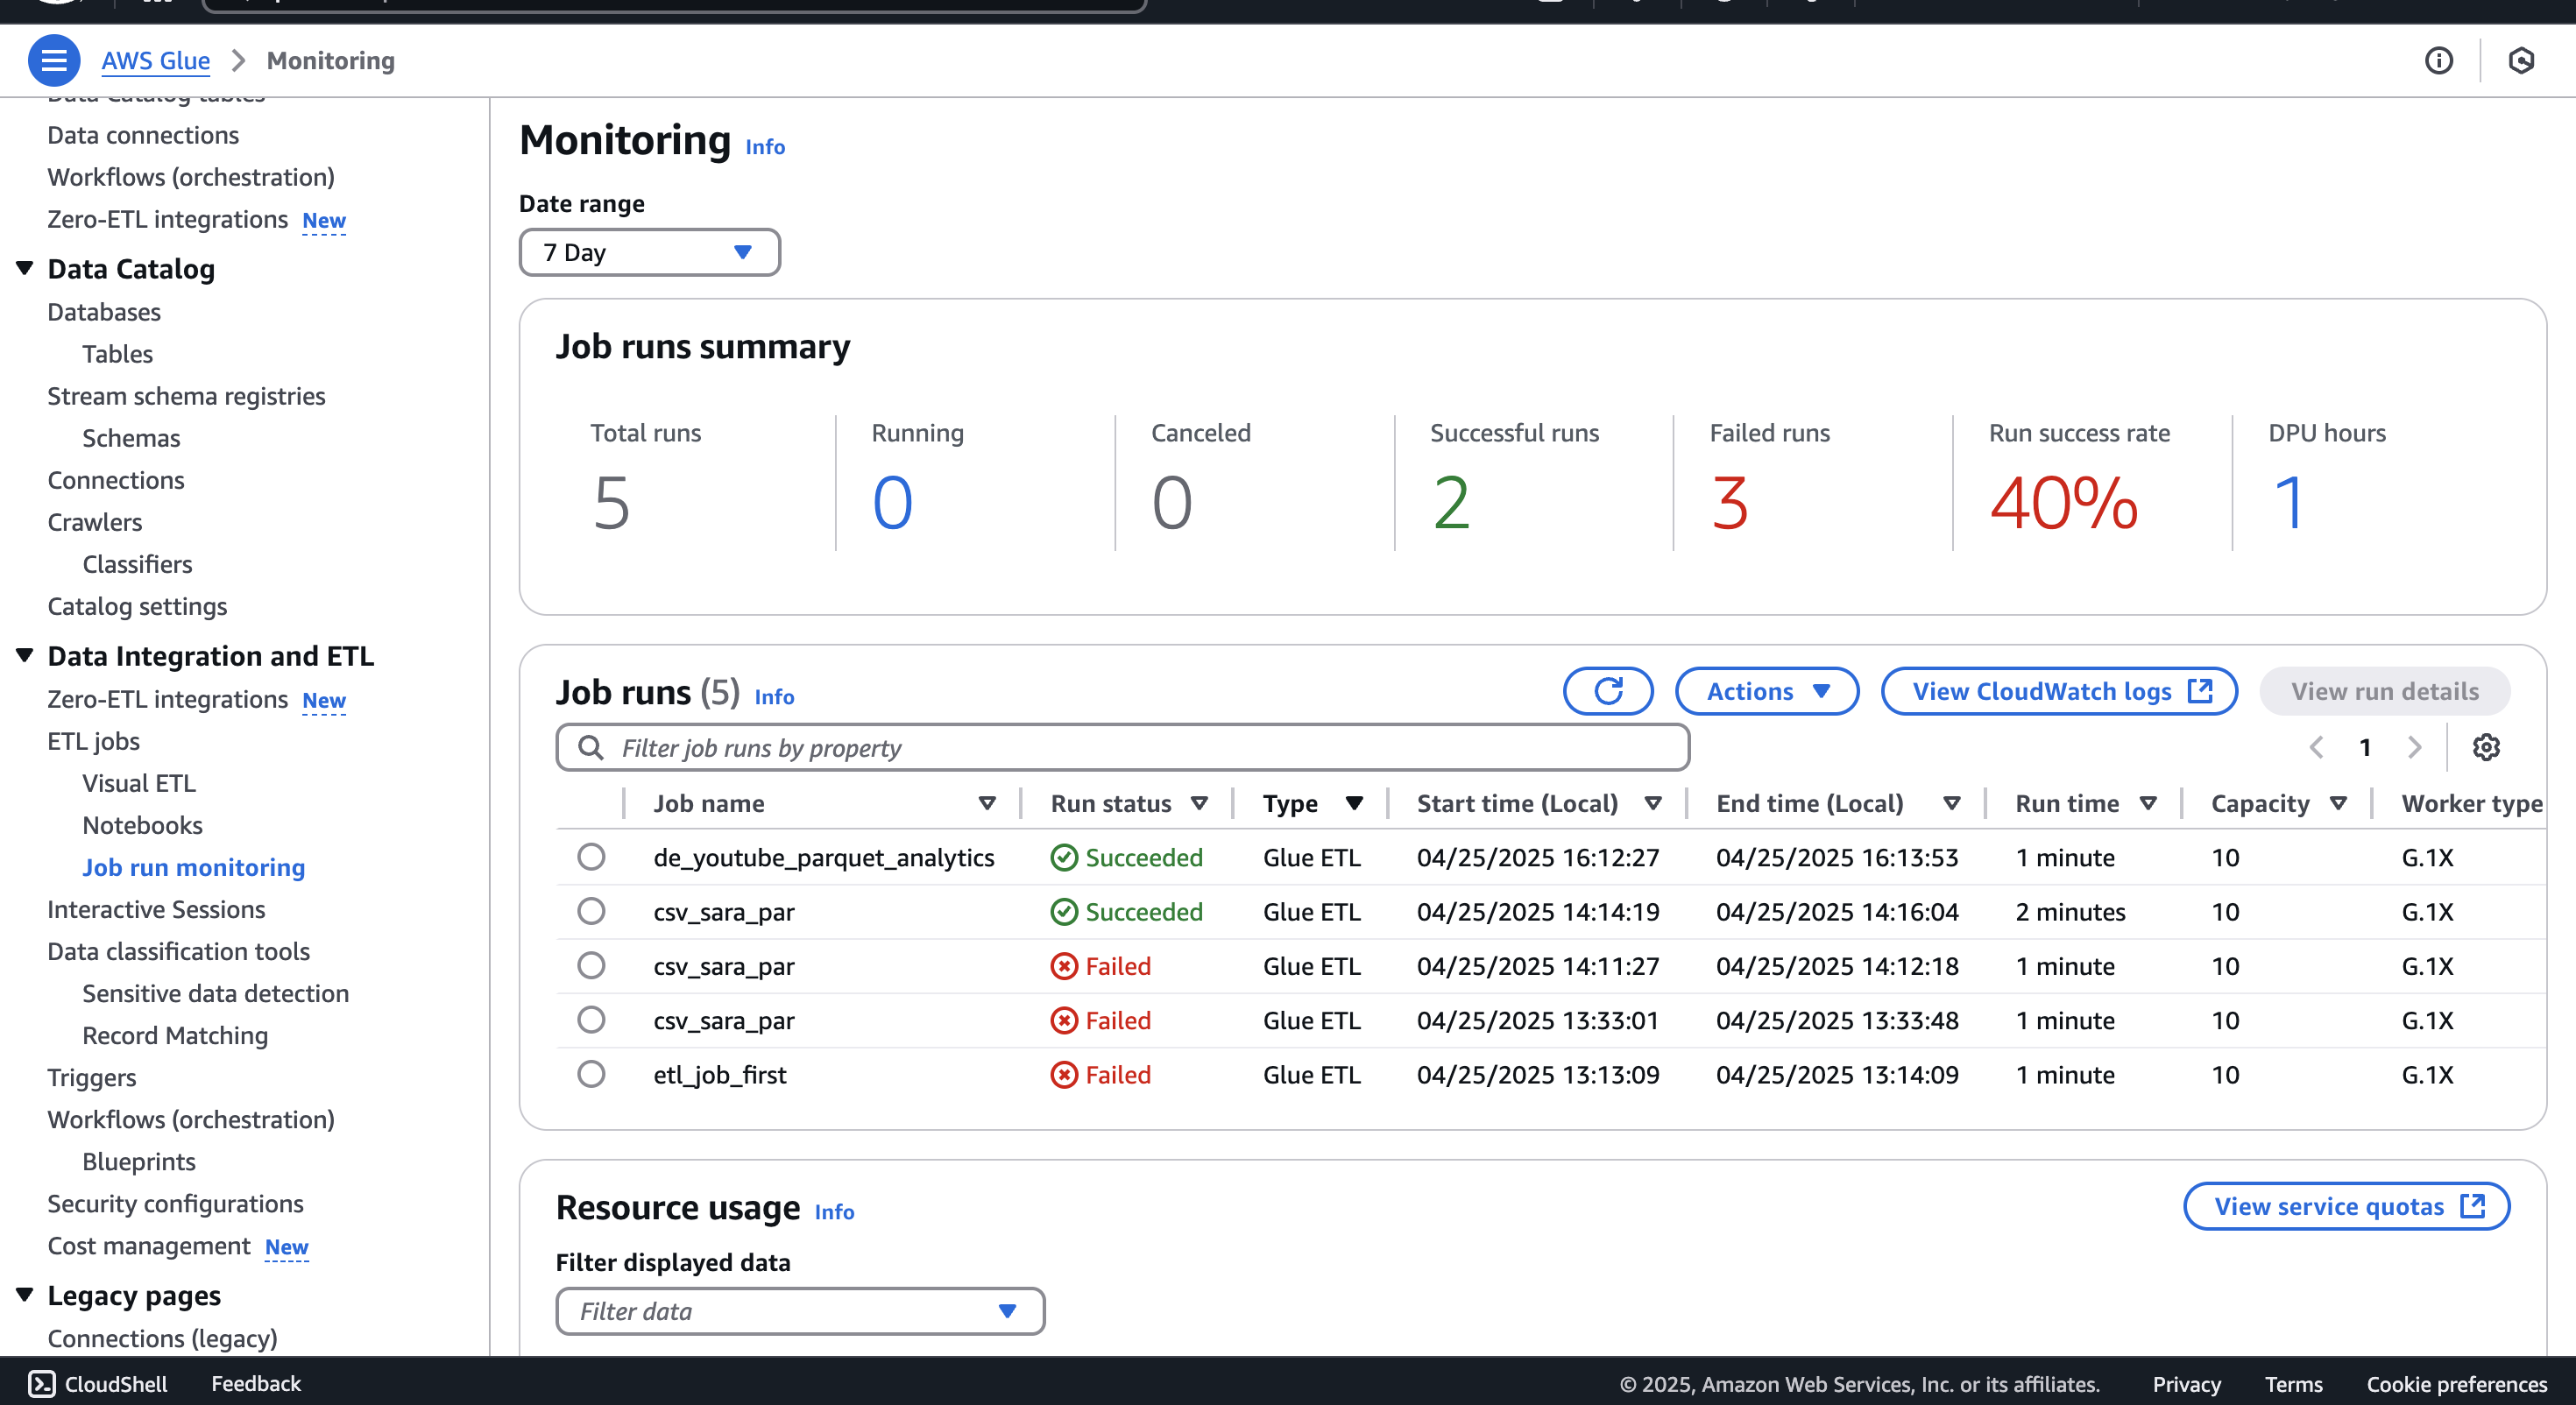 AWS Glue > Monitoring
Data Catalog tables
Data connections
Workflows (orchestration)
Zero-ETL integrations New
Data Catalog
Databases
Tables
Stream schema registries
Schemas
Connections
Crawlers
Classifiers
Catalog settings
Data Integration and ETL
Zero-ETL integrations New
ETL jobs
Visual ETL
Notebooks
Job run monitoring
Interactive Sessions
Data classification tools
Sensitive data detection
Record Matching
Triggers
Workflows (orchestration)
Blueprints
Security configurations
Cost management New
Legacy pages
Connections (legacy)
Monitoring Info
Date range
7 Day
Job runs summary
Total runs Running Canceled Successful runs Failed runs Run success rate DPU hours
5 0 0 2 3 40% 1
Job runs (5) Info Actions View CloudWatch logs View run details
Filter job runs by property 1
Job name Run status Type Start time (Local) End time (Local) Run time Capacity Worker type
de_youtube_parquet_analytics Succeeded Glue ETL 04/25/2025 16:12:27 04/25/2025 16:13:53 1 minute 10 G.1X
csv_sara_par Succeeded Glue ETL 04/25/2025 14:14:19 04/25/2025 14:16:04 2 minutes 10 G.1X
csv_sara_par Failed Glue ETL 04/25/2025 14:11:27 04/25/2025 14:12:18 1 minute 10 G.1X
csv_sara_par Failed Glue ETL 04/25/2025 13:33:01 04/25/2025 13:33:48 1 minute 10 G.1X
etl_job_first Failed Glue ETL 04/25/2025 13:13:09 04/25/2025 13:14:09 1 minute 10 G.1X
Resource usage Info View service quotas
Filter displayed data
Filter data
CloudShell Feedback © 2025, Amazon Web Services, Inc. or its affiliates. Privacy Terms Cookie preferences